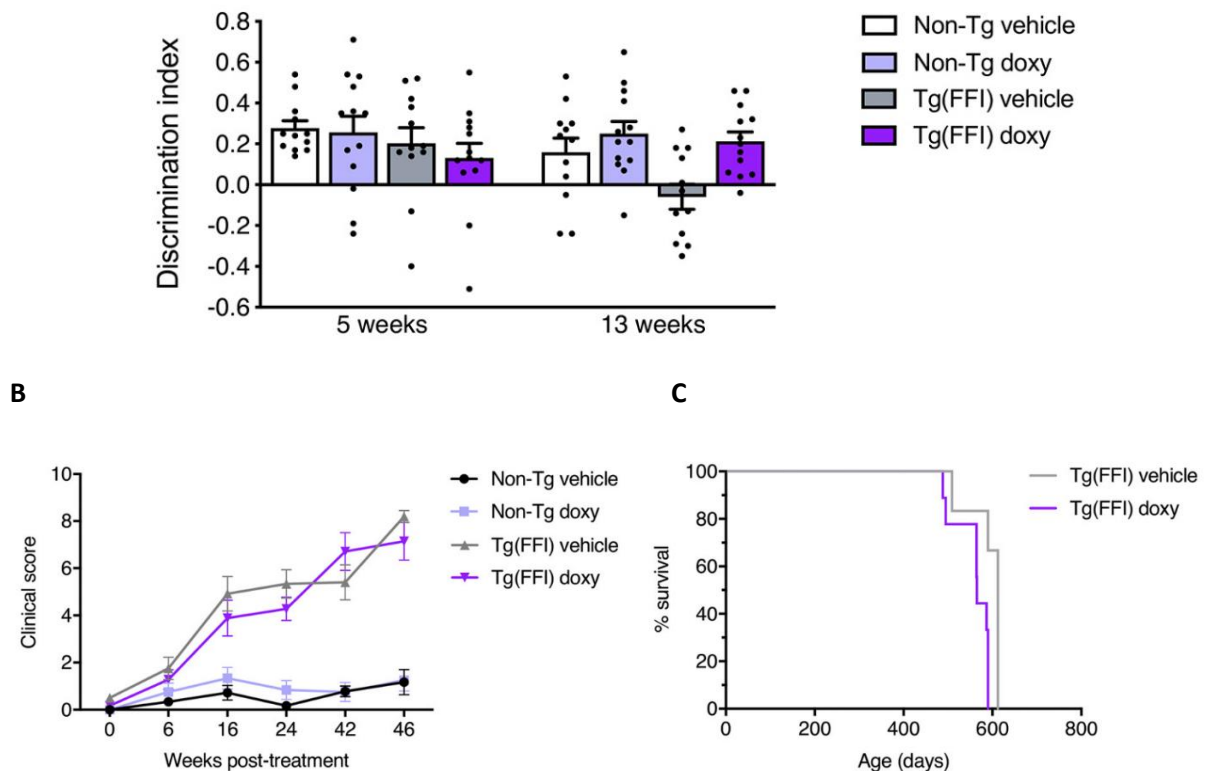 Discrimination index
0.8
0.6
0.4
0.2
0.0
-0.2
-0.4
-0.6
5 weeks
13 weeks
Non-Tg vehicle
Non-Tg doxy
Tg(FFI) vehicle
Tg(FFI) doxy
B
Clinical score
10
8
6
4
2
0
0 6 16 24 42 46
Weeks post-treatment
Non-Tg vehicle
Non-Tg doxy
Tg(FFI) vehicle
Tg(FFI) doxy
C
% survival
100
80
60
40
20
0
0 200 400 600 800
Age (days)
Tg(FFI) vehicle
Tg(FFI) doxy